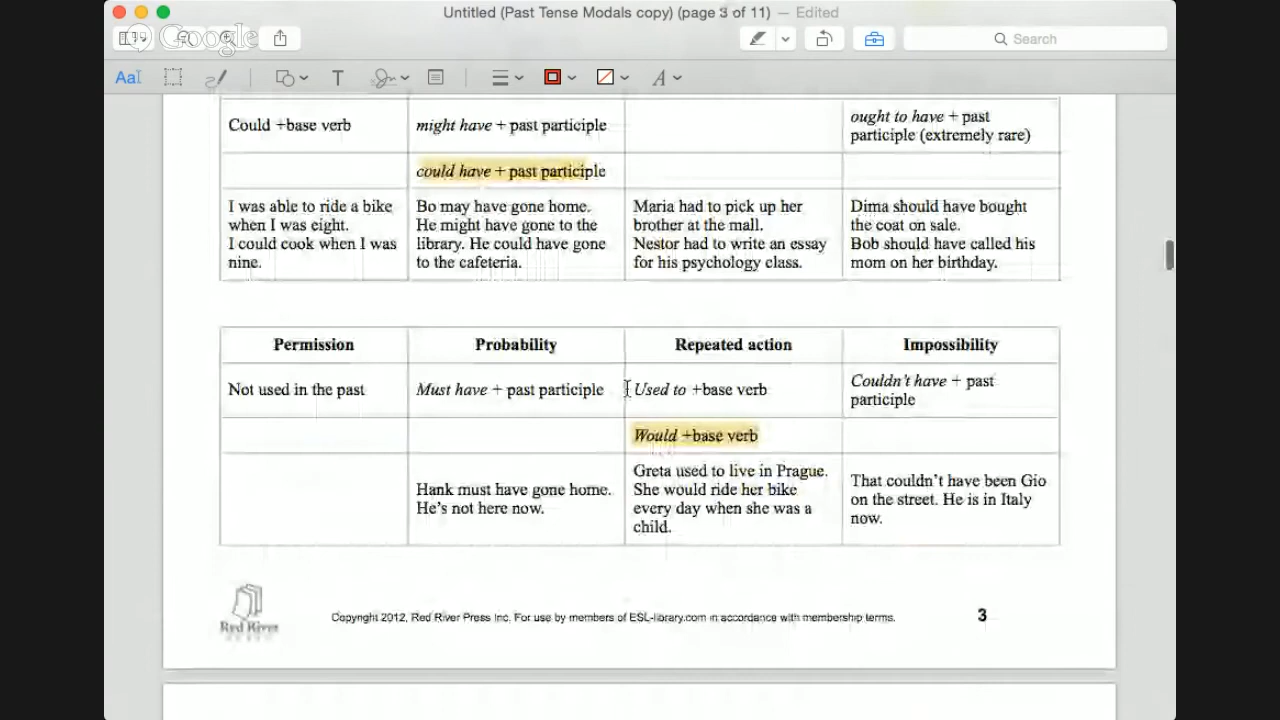 Untitled (Past Tense Modals copy) (page 3 of 11) — Edited
Google
Search
AaI T A
Could +base verb
might have + past participle
ought to have + past
participle (extremely rare)
could have + past participle
I was able to ride a bike
when I was eight.
I could cook when I was
nine.
Bo may have gone home.
He might have gone to the
library. He could have gone
to the cafeteria.
Maria had to pick up her
brother at the mall.
Nestor had to write an essay
for his psychology class.
Dima should have bought
the coat on sale.
Bob should have called his
mom on her birthday.
Permission
Probability
Repeated action
Impossibility
Not used in the past
Must have + past participle
Used to +base verb
Couldn't have + past
participle
Would +base verb
Hank must have gone home.
He's not here now.
Greta used to live in Prague.
She would ride her bike
every day when she was a
child.
That couldn't have been Gio
on the street. He is in Italy
now.
Red River
Copyright 2012, Red River Press Inc. For use by members of ESL-library.com in accordance with membership terms.
3